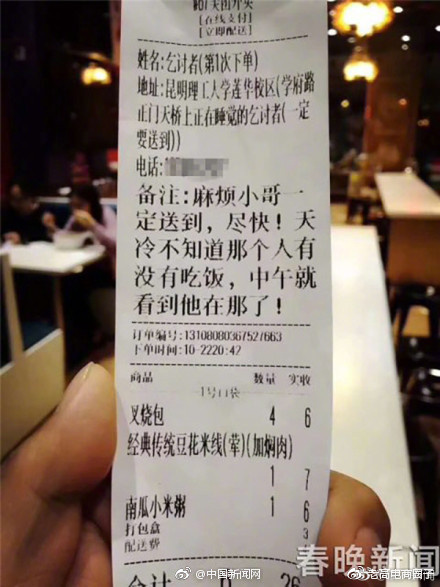 [在线支付]
[立即配送]
姓名:乞讨者(第1次下单)
地址:昆明理工大学莲华校区(学府路
正门天桥上正在睡觉的乞讨者(一定
要送到))
电话:
备注:麻烦小哥一
定送到,尽快!天
冷不知道那个人有
没有吃饭,中午就
看到他在那了!
订单编号:13108080367527663
下单时间:10-2220:42
商品 数量 实收
1号口袋
叉烧包 4 6
经典传统豆花米线(荤)(加焖肉)
1 7
南瓜小米粥 1 6
打包盒 3
配送费
合计 26
春晚新闻
@中国新闻网